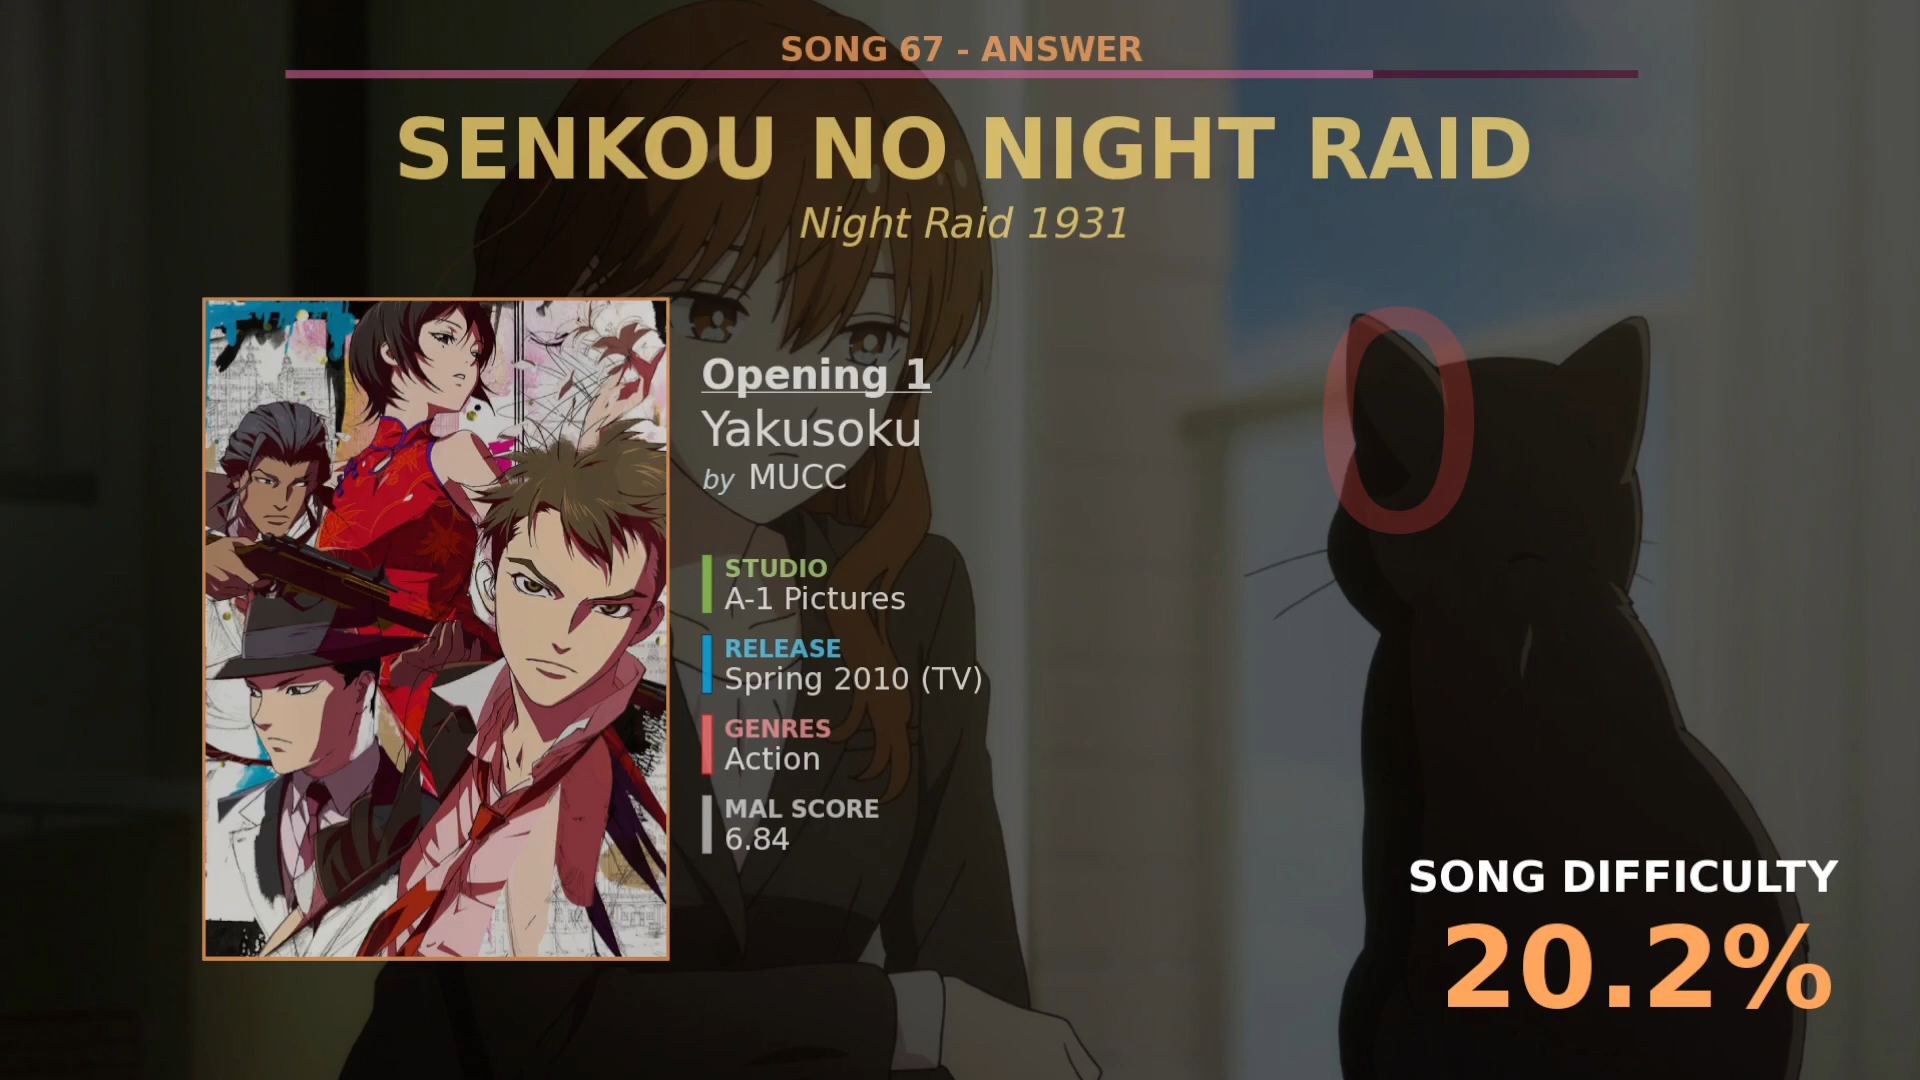 SONG 67 - ANSWER
SENKOU NO NIGHT RAID
Night Raid 1931
0
Opening 1
Yakusoku
by MUCC
STUDIO
A-1 Pictures
RELEASE
Spring 2010 (TV)
GENRES
Action
MAL SCORE
6.84
SONG DIFFICULTY
20.2%